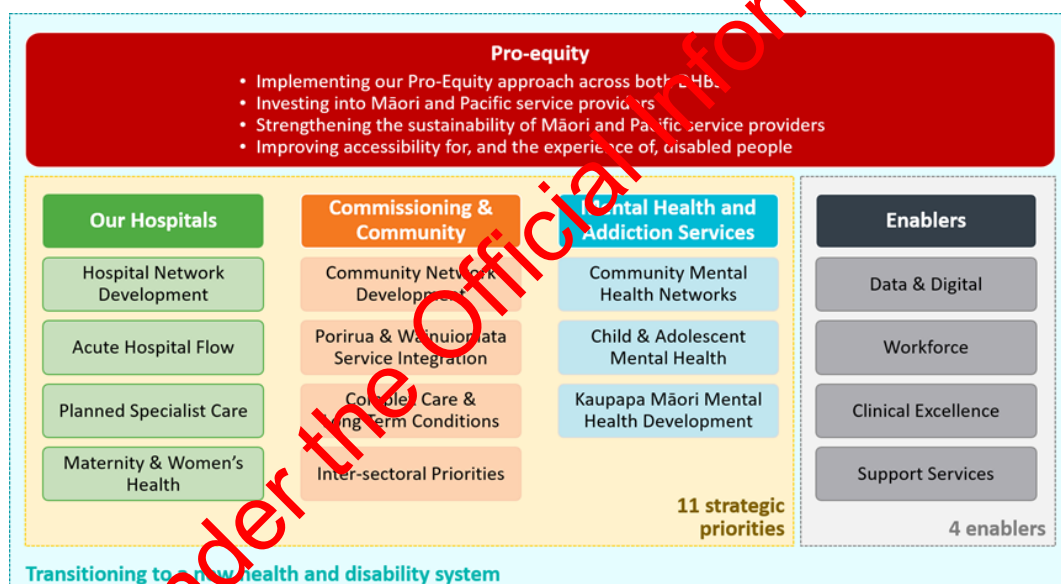 Pro-equity
• Implementing our Pro-Equity approach across both DHBs
• Investing into Māori and Pacific service providers
• Strengthening the sustainability of Māori and Pacific service providers
• Improving accessibility for, and the experience of, disabled people
Our Hospitals
Hospital Network
Development
Acute Hospital Flow
Planned Specialist Care
Maternity & Women's
Health
Commissioning &
Community
Community Network
Development
Porirua & Wainuiomata
Service Integration
Complex Care &
Long Term Conditions
Inter-sectoral Priorities
Mental Health and
Addiction Services
Community Mental
Health Networks
Child & Adolescent
Mental Health
Kaupapa Māori Mental
Health Development
11 strategic
priorities
Enablers
Data & Digital
Workforce
Clinical Excellence
Support Services
4 enablers
Transitioning to a new health and disability system
the Official